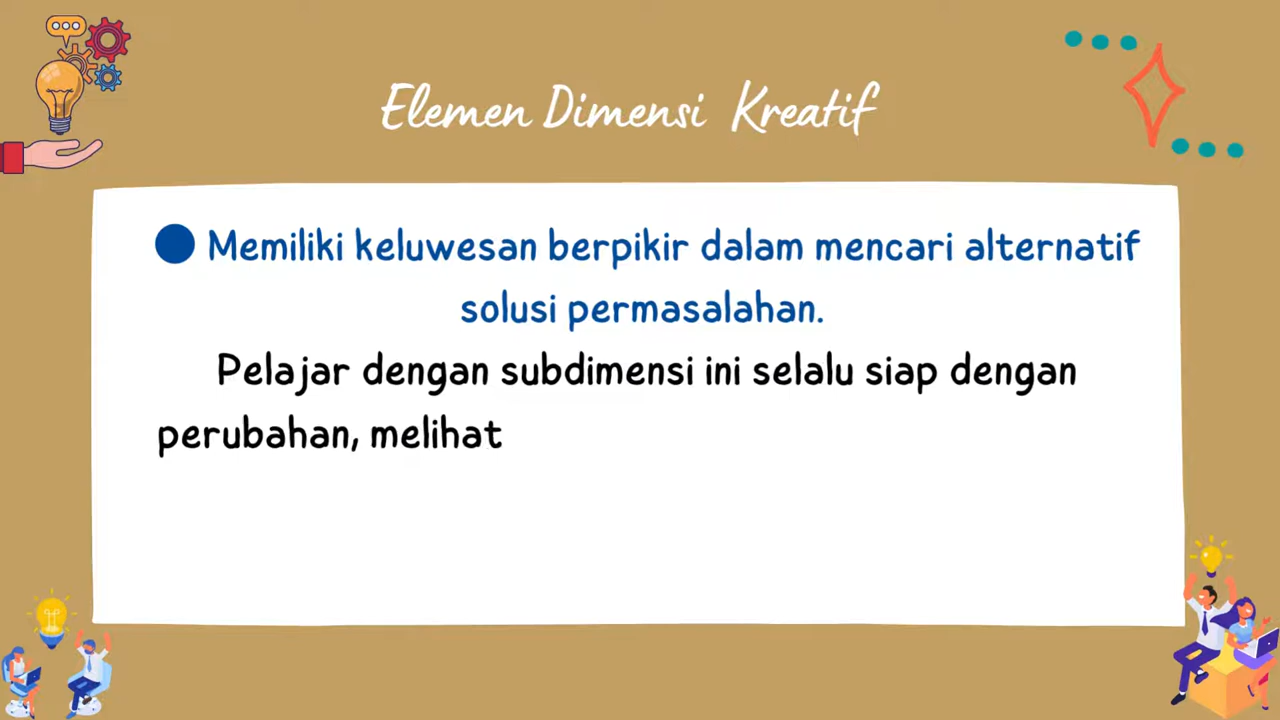 Elemen Dimensi Kreatif
Memiliki keluwesan berpikir dalam mencari alternatif
solusi permasalahan.
Pelajar dengan subdimensi ini selalu siap dengan
perubahan, melihat